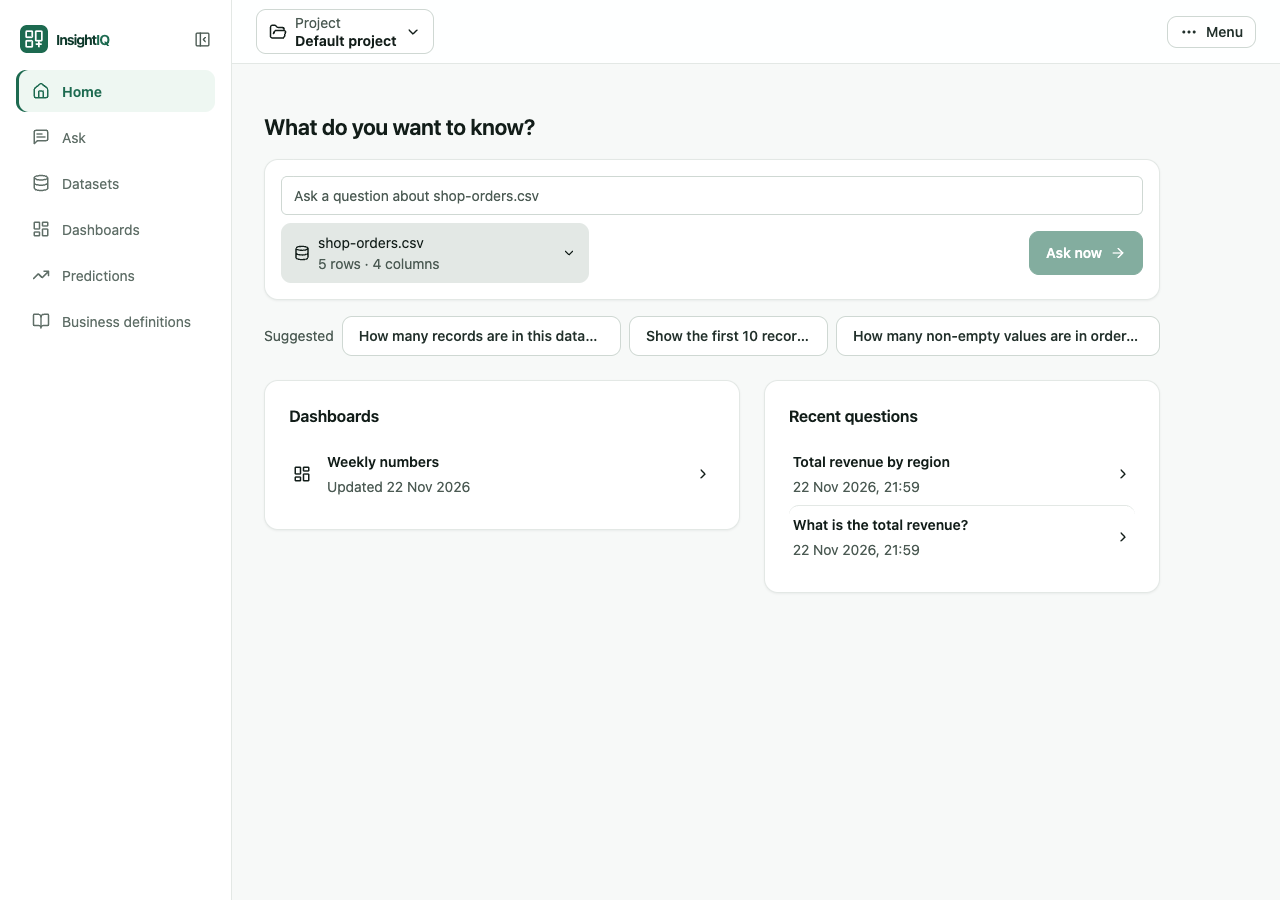 InsightIQ
Home
Ask
Datasets
Dashboards
Predictions
Business definitions
Project
Default project
Menu
What do you want to know?
Ask a question about shop-orders.csv
shop-orders.csv
5 rows · 4 columns
Ask now
Suggested
How many records are in this data...
Show the first 10 recor...
How many non-empty values are in order...
Dashboards
Weekly numbers
Updated 22 Nov 2026
Recent questions
Total revenue by region
22 Nov 2026, 21:59
What is the total revenue?
22 Nov 2026, 21:59